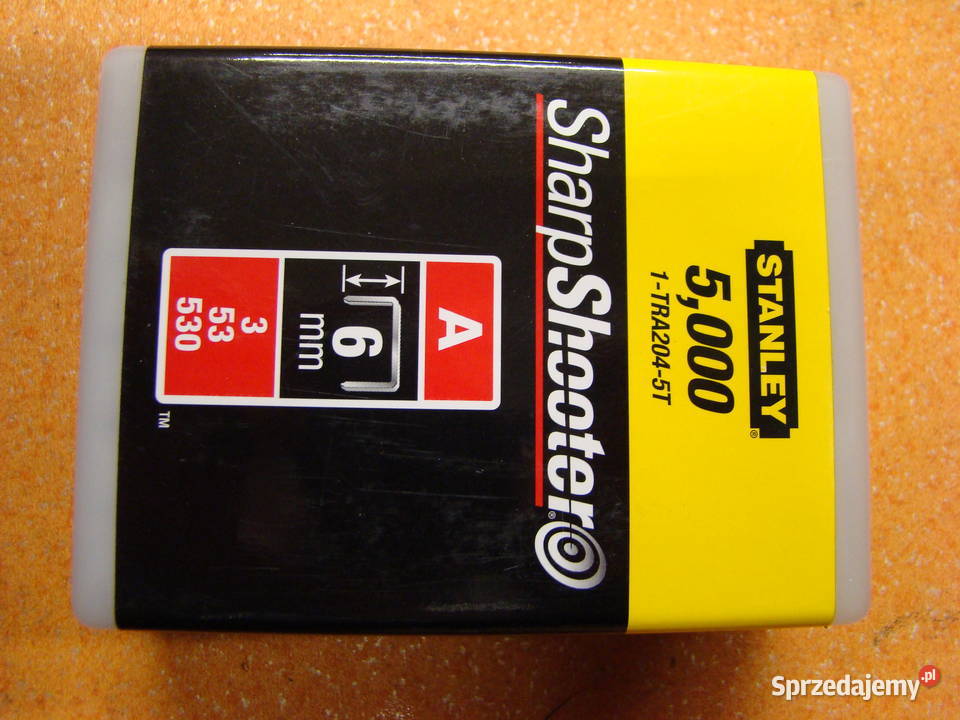 STANLEY®
5,000
1-TRA204-5T
SharpShooter®
A
6
mm
3
53
530
™
Sprzedajemy.pl